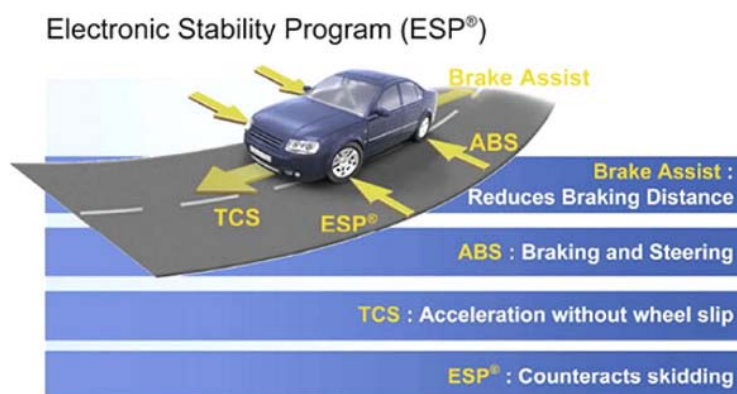 Electronic Stability Program (ESP®)
Brake Assist
ABS
TCS
ESP®
Brake Assist :
Reduces Braking Distance
ABS : Braking and Steering
TCS : Acceleration without wheel slip
ESP® : Counteracts skidding